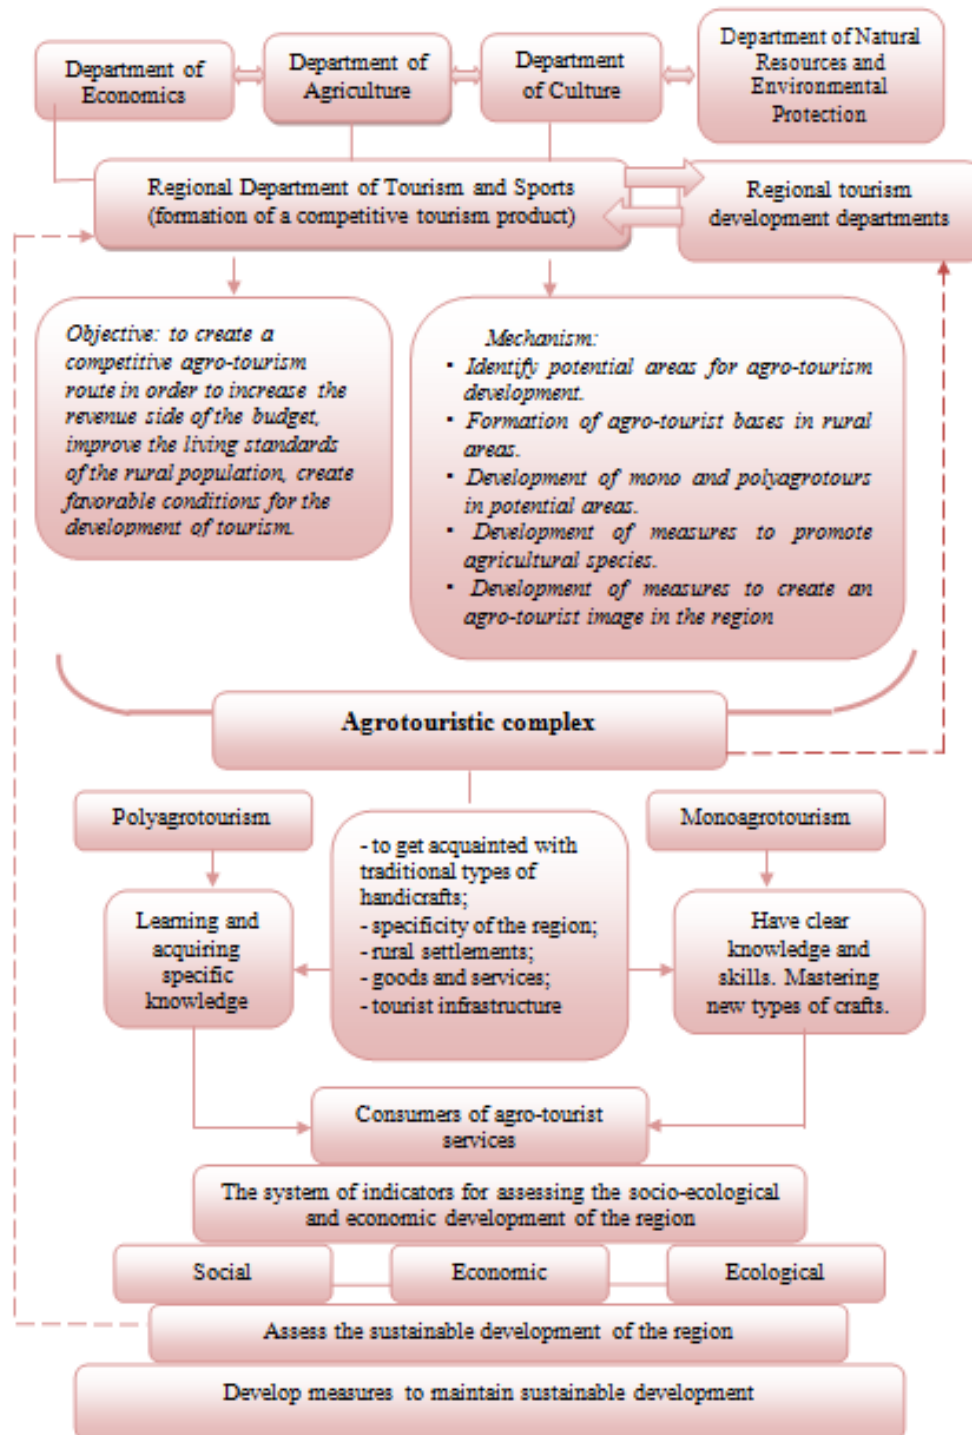 Department of
Economics
Department of
Agriculture
Department
of Culture
Department of Natural
Resources and
Environmental
Protection
Regional Department of Tourism and Sports
(formation of a competitive tourism product)
Regional tourism
development departments
Objective: to create a
competitive agro-tourism
route in order to increase the
revenue side of the budget,
improve the living standards
of the rural population, create
favorable conditions for the
development of tourism.
Mechanism:
▪ Identify potential areas for agro-tourism
development.
▪ Formation of agro-tourist bases in rural
areas.
▪ Development of mono and polyagrotours
in potential areas.
▪ Development of measures to promote
agricultural species.
▪ Development of measures to create an
agro-tourist image in the region
Agrotouristic complex
Polyagrotourism
Monoagrotourism
- to get acquainted with
traditional types of
handicrafts;
- specificity of the region;
- rural settlements;
- goods and services;
- tourist infrastructure
Learning and
acquiring
specific
knowledge
Have clear
knowledge and
skills. Mastering
new types of crafts.
Consumers of agro-tourist
services
The system of indicators for assessing the socio-ecological
and economic development of the region
Social
Economic
Ecological
Assess the sustainable development of the region
Develop measures to maintain sustainable development